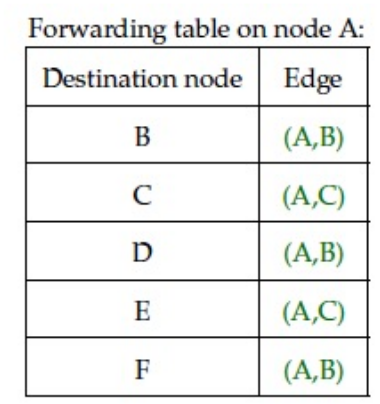 Forwarding table on node A:
Destination node Edge
B (A,B)
C (A,C)
D (A,B)
E (A,C)
F (A,B)